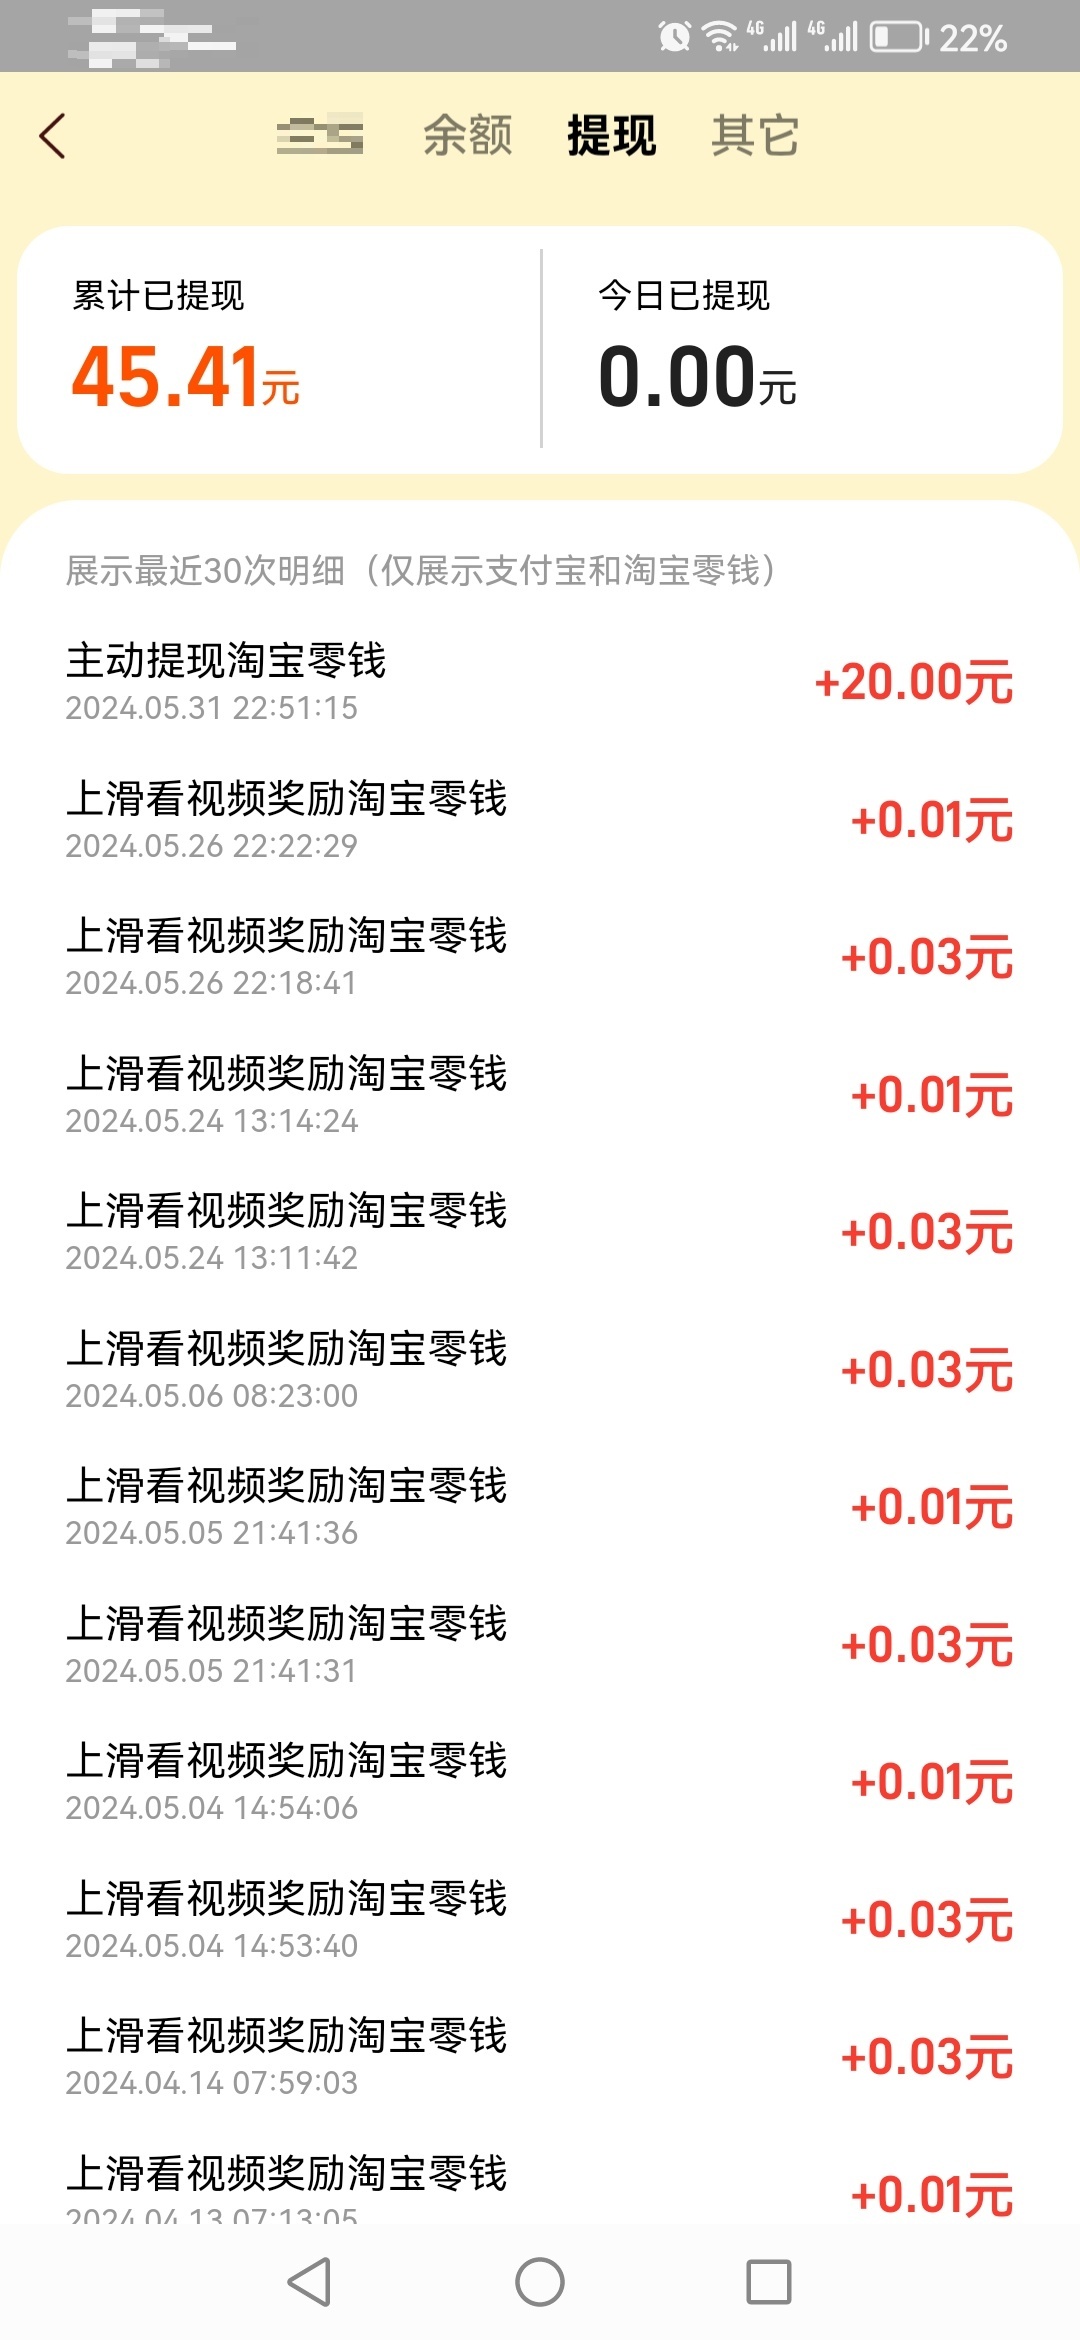 4G 4G 22%
余额 提现 其它
累计已提现 今日已提现
45.41元 0.00元
展示最近30次明细（仅展示支付宝和淘宝零钱）
主动提现淘宝零钱
+20.00元
2024.05.31 22:51:15
上滑看视频奖励淘宝零钱
+0.01元
2024.05.26 22:22:29
上滑看视频奖励淘宝零钱
+0.03元
2024.05.26 22:18:41
上滑看视频奖励淘宝零钱
+0.01元
2024.05.24 13:14:24
上滑看视频奖励淘宝零钱
+0.03元
2024.05.24 13:11:42
上滑看视频奖励淘宝零钱
+0.03元
2024.05.06 08:23:00
上滑看视频奖励淘宝零钱
+0.01元
2024.05.05 21:41:36
上滑看视频奖励淘宝零钱
+0.03元
2024.05.05 21:41:31
上滑看视频奖励淘宝零钱
+0.01元
2024.05.04 14:54:06
上滑看视频奖励淘宝零钱
+0.03元
2024.05.04 14:53:40
上滑看视频奖励淘宝零钱
+0.03元
2024.04.14 07:59:03
上滑看视频奖励淘宝零钱
+0.01元
2024.04.13 07:13:05